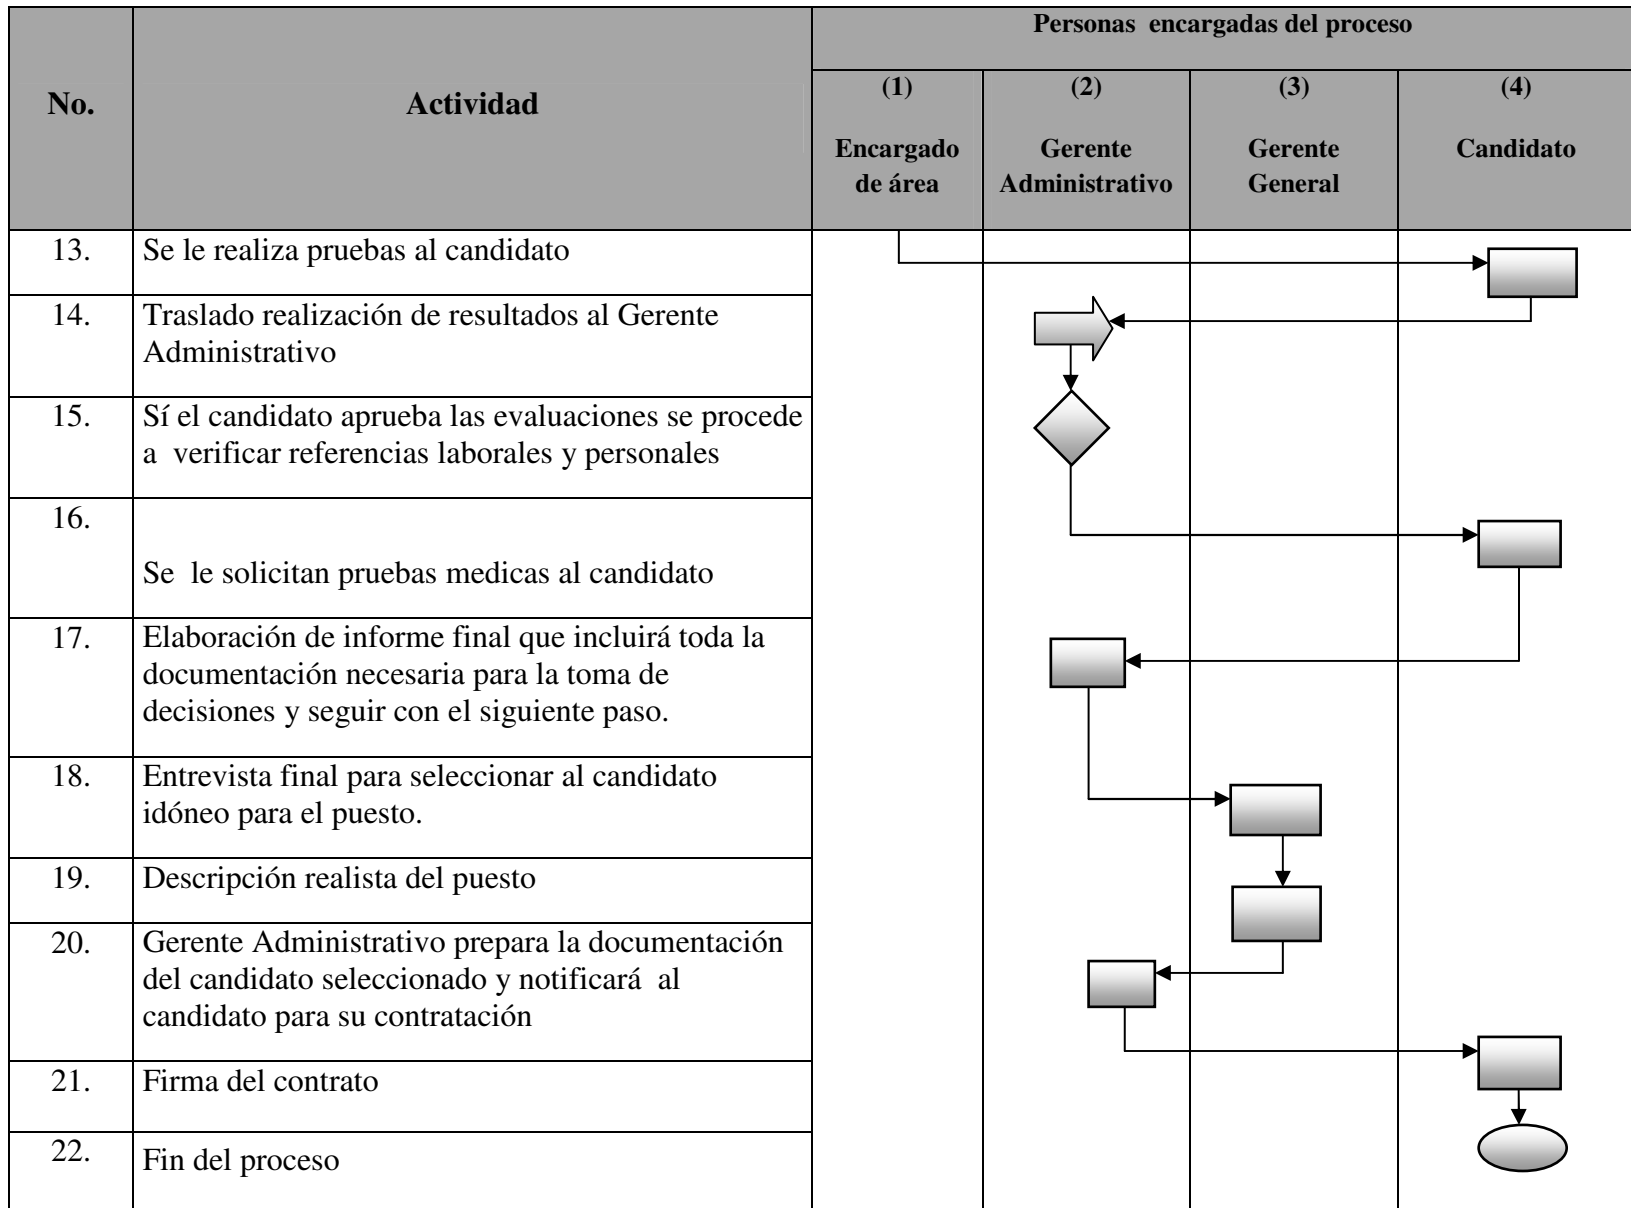 Personas encargadas del proceso
No.
Actividad
(1)
(2)
(3)
(4)
Encargado
de área
Gerente
Administrativo
Gerente
General
Candidato
13.
Se le realiza pruebas al candidato
14.
Traslado realización de resultados al Gerente
Administrativo
15.
Sí el candidato aprueba las evaluaciones se procede
a verificar referencias laborales y personales
16.
Se le solicitan pruebas medicas al candidato
17.
Elaboración de informe final que incluirá toda la
documentación necesaria para la toma de
decisiones y seguir con el siguiente paso.
18.
Entrevista final para seleccionar al candidato
idóneo para el puesto.
19.
Descripción realista del puesto
20.
Gerente Administrativo prepara la documentación
del candidato seleccionado y notificará al
candidato para su contratación
21.
Firma del contrato
22.
Fin del proceso